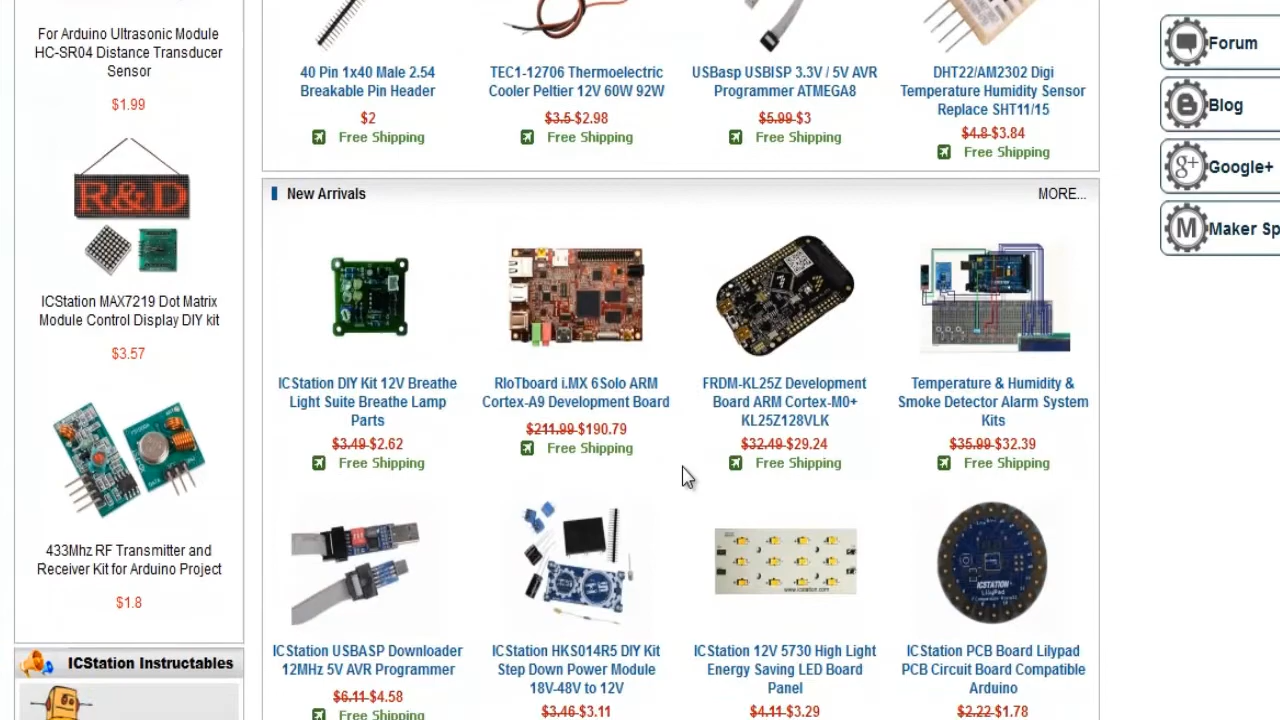 For Arduino Ultrasonic Module
HC-SR04 Distance Transducer
Sensor
$1.99
R&D
ICStation MAX7219 Dot Matrix
Module Control Display DIY kit
$3.57
433Mhz RF Transmitter and
Receiver Kit for Arduino Project
$1.8
ICStation Instructables
40 Pin 1x40 Male 2.54
Breakable Pin Header
$2
Free Shipping
TEC1-12706 Thermoelectric
Cooler Peltier 12V 60W 92W
$3.5 $2.98
Free Shipping
USBasp USBISP 3.3V / 5V AVR
Programmer ATMEGA8
$5.99 $3
Free Shipping
DHT22/AM2302 Digi
Temperature Humidity Sensor
Replace SHT11/15
$4.8 $3.84
Free Shipping
New Arrivals
MORE...
ICStation DIY Kit 12V Breathe
Light Suite Breathe Lamp
Parts
$3.49 $2.62
Free Shipping
RIoTboard i.MX 6Solo ARM
Cortex-A9 Development Board
$211.99 $190.79
Free Shipping
FRDM-KL25Z Development
Board ARM Cortex-M0+
KL25Z128VLK
$32.49 $29.24
Free Shipping
Temperature & Humidity &
Smoke Detector Alarm System
Kits
$35.99 $32.39
Free Shipping
ICStation USBASP Downloader
12MHz 5V AVR Programmer
$6.11 $4.58
Free Shipping
ICStation HKS014R5 DIY Kit
Step Down Power Module
18V-48V to 12V
$3.46 $3.11
www.icstation.com
ICStation 12V 5730 High Light
Energy Saving LED Board
Panel
$4.11 $3.29
ICSTATION
LilyPad
ICStation PCB Board Lilypad
PCB Circuit Board Compatible
Arduino
$2.22 $1.78
Forum
Blog
g+ Google+
M Maker Sp